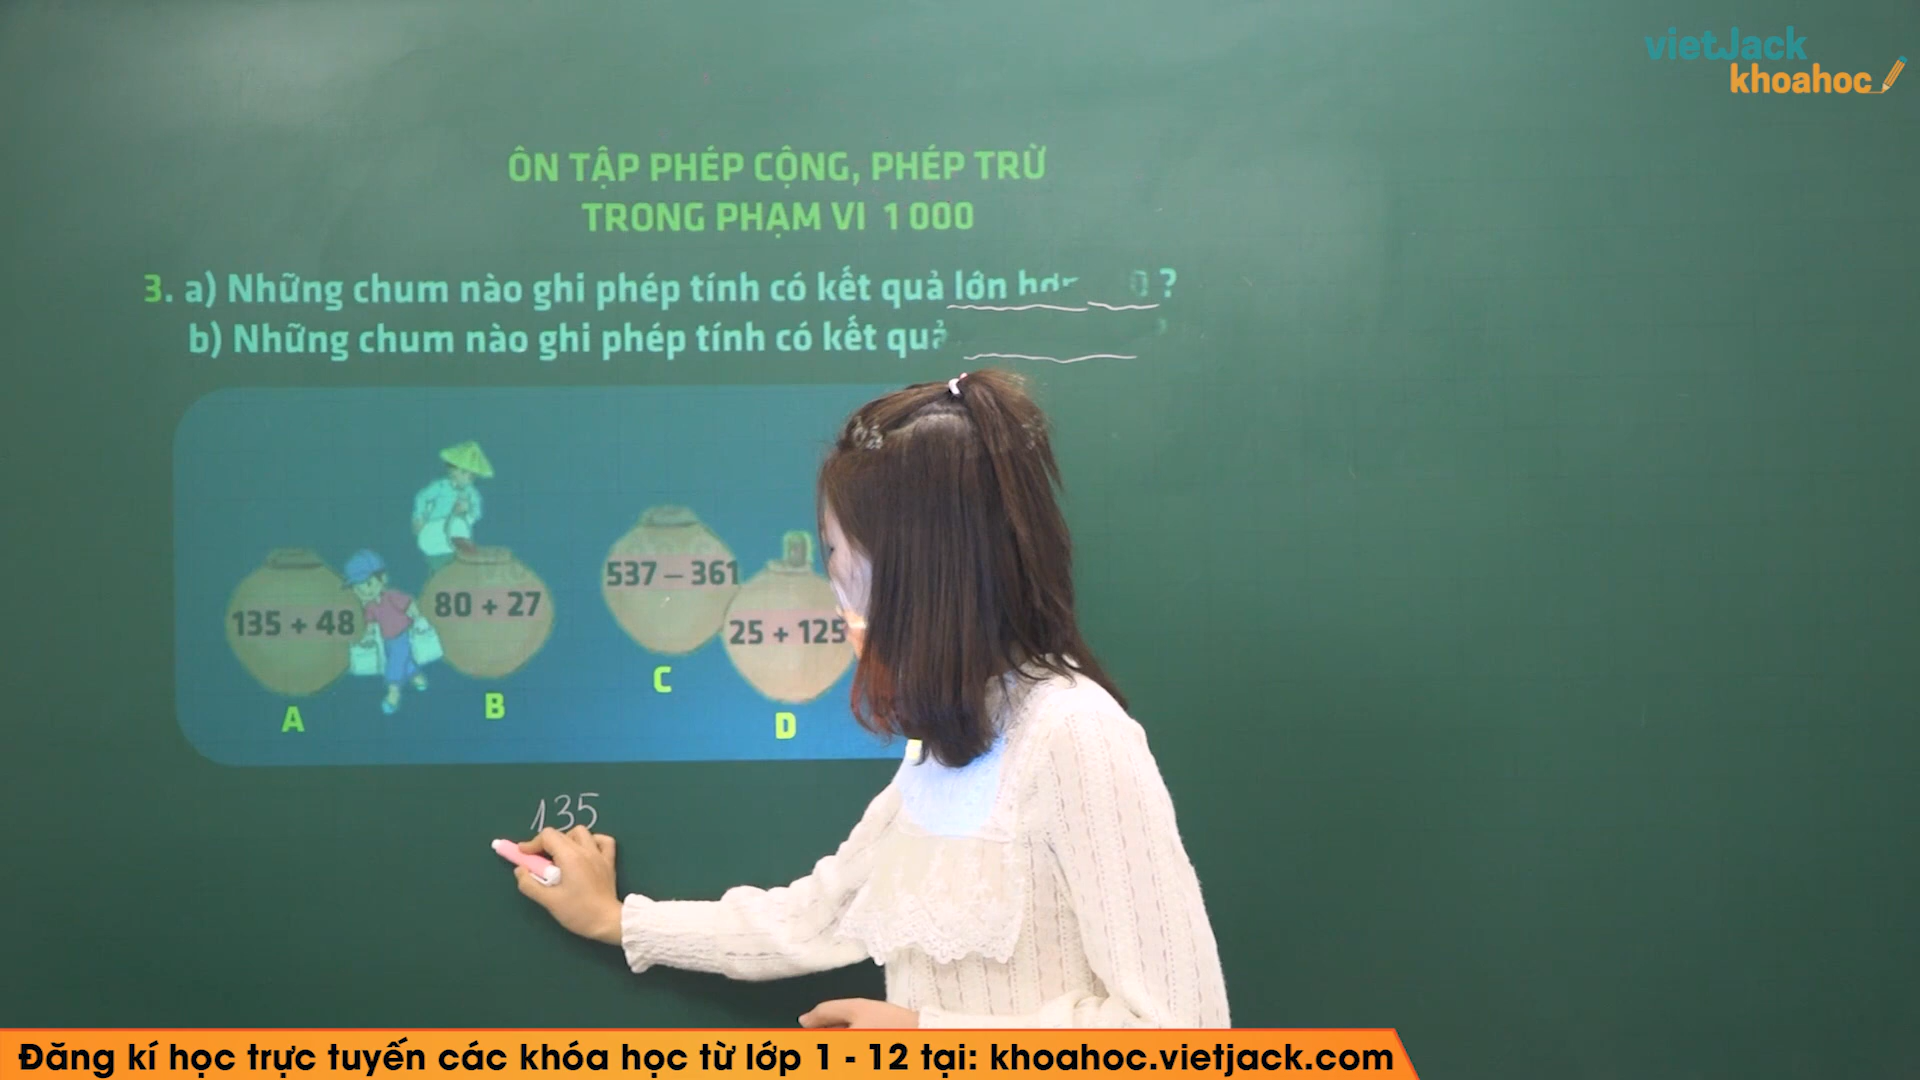 vietJack
khoahoc
ÔN TẬP PHÉP CỘNG, PHÉP TRỪ
TRONG PHẠM VI 1 000
3. a) Những chum nào ghi phép tính có kết quả lớn hơn ?
b) Những chum nào ghi phép tính có kết quả
537 – 361
80 + 27
135 + 48
25 + 125
C
B
A
D
135
Đăng kí học trực tuyến các khóa học từ lớp 1 - 12 tại: khoahoc.vietjack.com